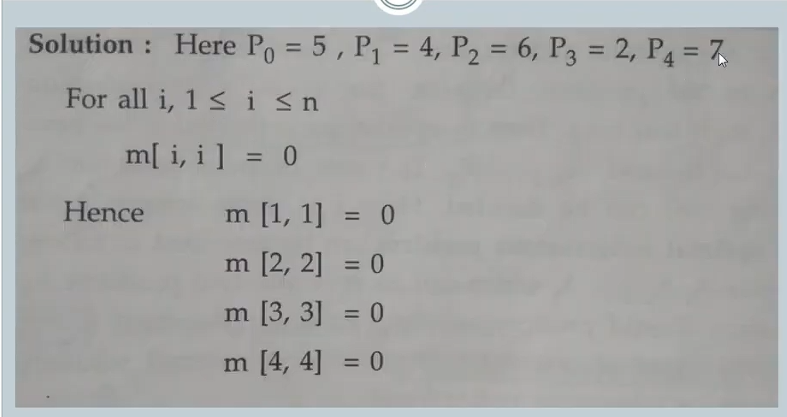 Solution : Here P₀ = 5 , P₁ = 4, P₂ = 6, P₃ = 2, P₄ = 7
For all i, 1 ≤ i ≤ n
m[ i, i ] = 0
Hence m [1, 1] = 0
m [2, 2] = 0
m [3, 3] = 0
m [4, 4] = 0